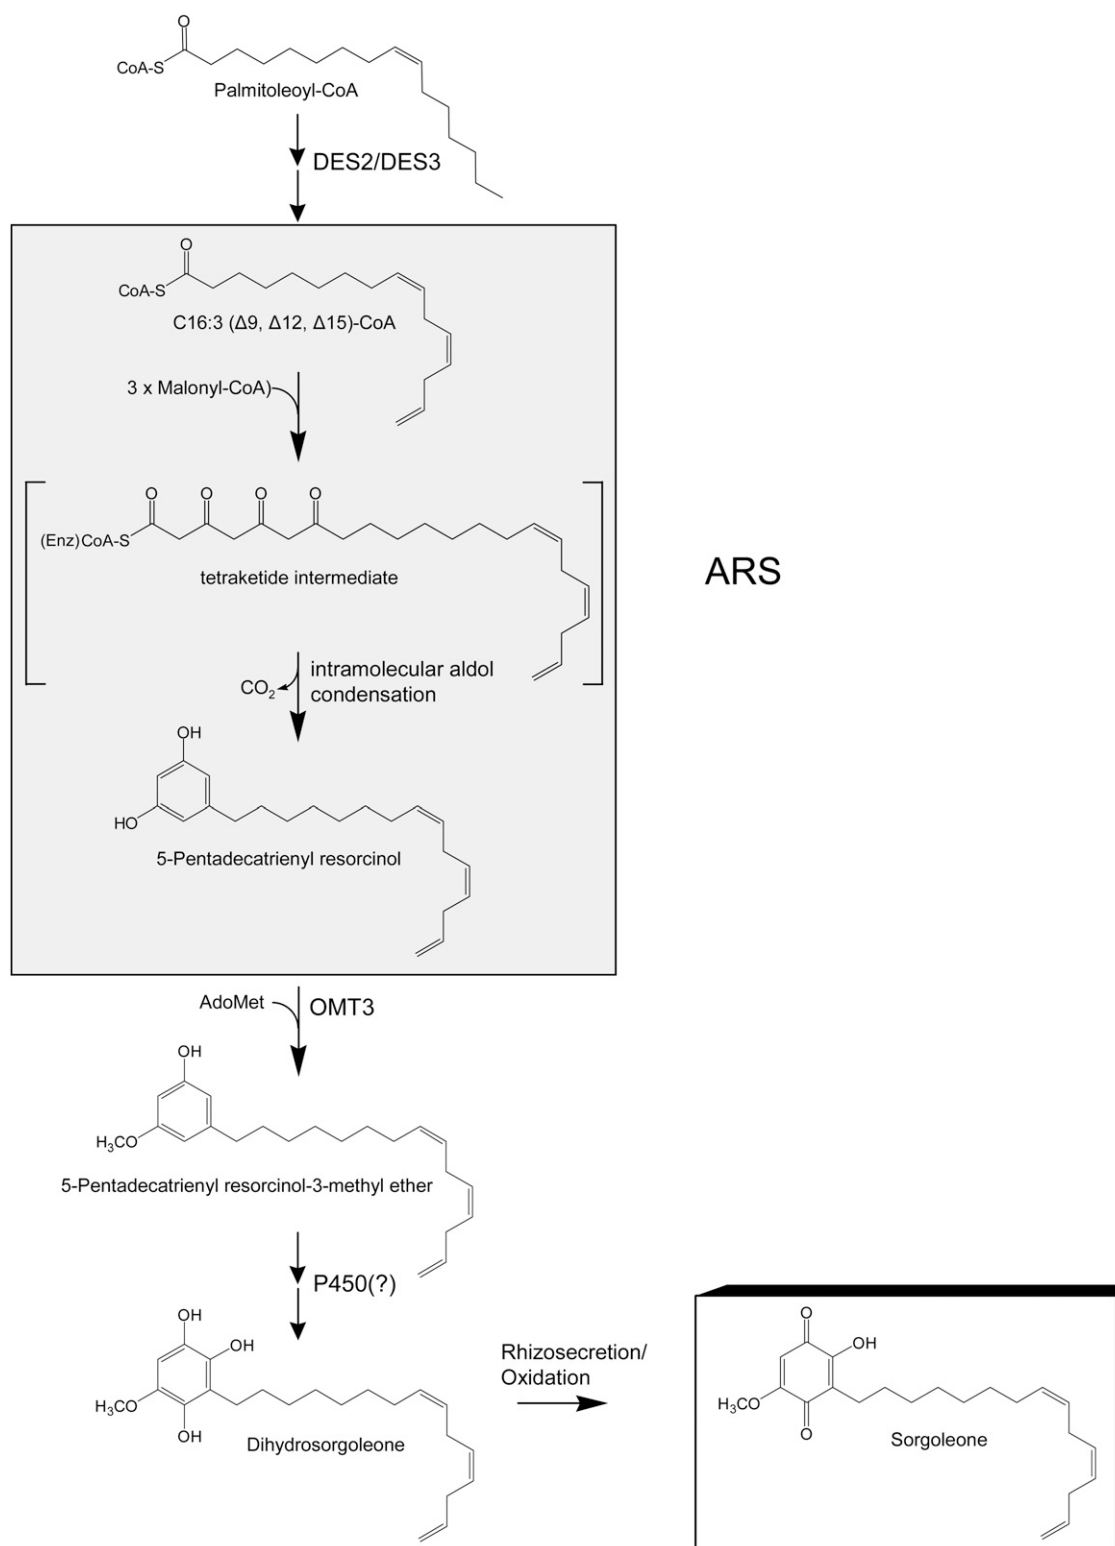 O
CoA-S
Palmitoleoyl-CoA
DES2/DES3
O
CoA-S
C16:3 (Δ9, Δ12, Δ15)-CoA
3 x Malonyl-CoA)
O O O O
(Enz)CoA-S
tetraketide intermediate
ARS
CO2
intramolecular aldol
condensation
OH
HO
5-Pentadecatrienyl resorcinol
AdoMet
OMT3
OH
H3CO
5-Pentadecatrienyl resorcinol-3-methyl ether
P450(?)
OH
OH
H3CO
OH
Dihydrosorgoleone
Rhizosecretion/
Oxidation
O
OH
H3CO
O
Sorgoleone